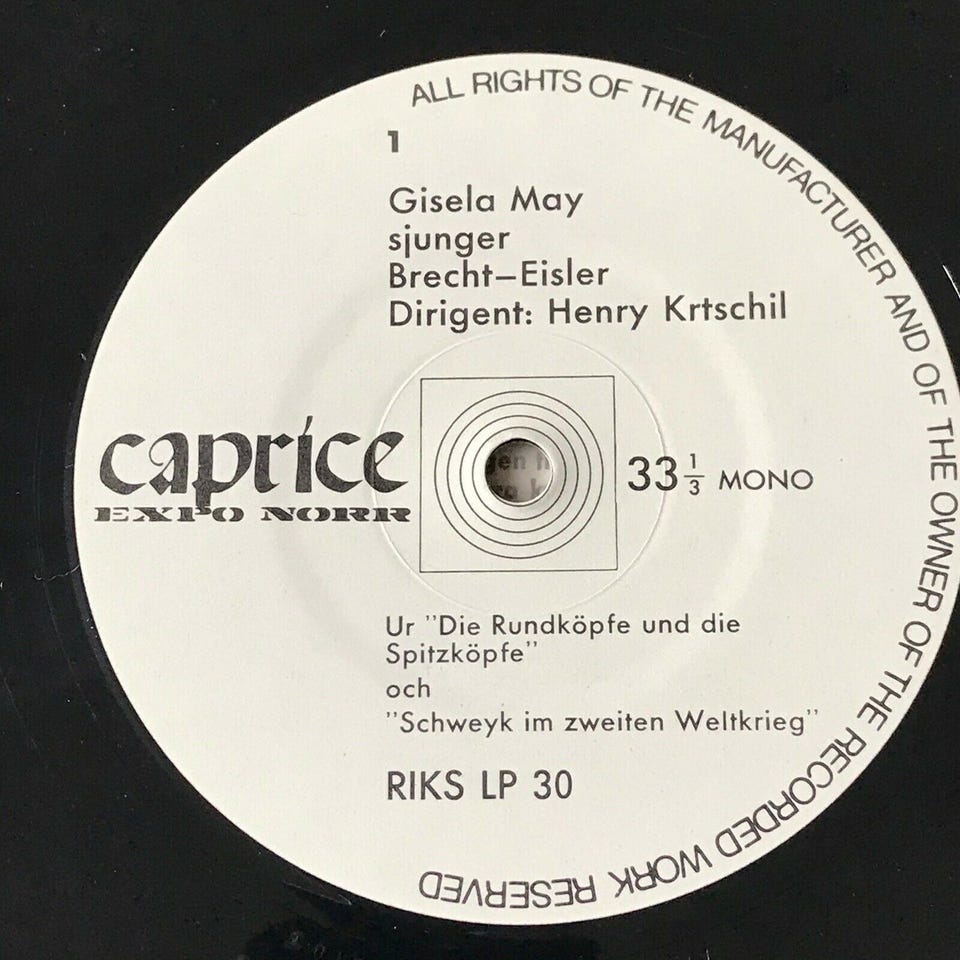 ALL RIGHTS OF THE MANUFACTURER AND OF THE OWNER OF THE RECORDED WORK RESERVED
1
Gisela May
sjunger
Brecht–Eisler
Dirigent: Henry Krtschil
caprice
EXPO NORR
33 1/3 MONO
Ur "Die Rundköpfe und die
Spitzköpfe"
och
"Schweyk im zweiten Weltkrieg"
RIKS LP 30